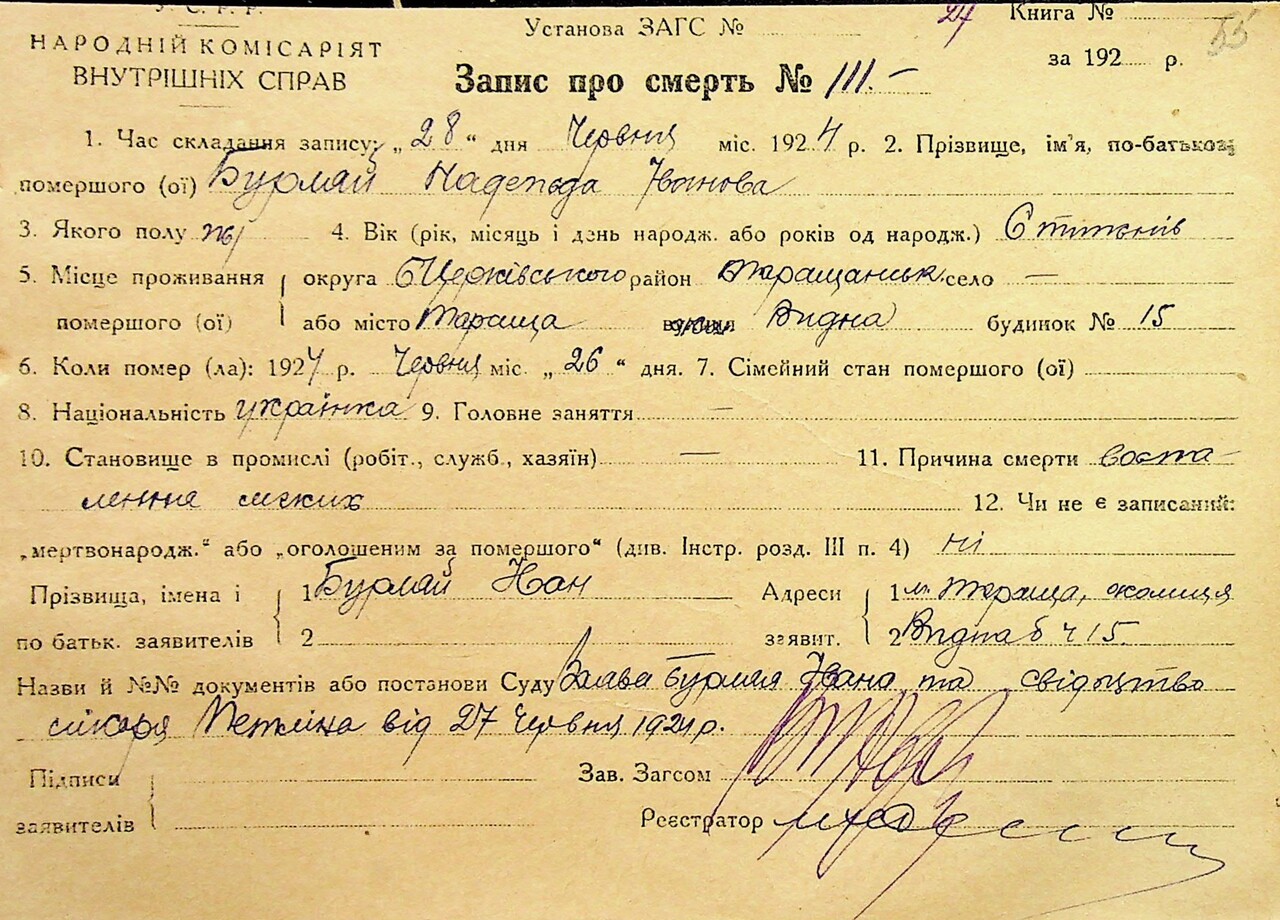 У. С. Р. Р.
НАРОДНІЙ КОМІСАРІЯТ
ВНУТРІШНІХ СПРАВ
Установа ЗАГС №
24 Книга №
55
за 192 р.
Запис про смерть № 111.–
1. Час складання запису: „28“ дня Червня міс. 1924 р. 2. Прізвище, ім'я, по-батькові
помершого (ої) Бурлай Надежда Іванова
3. Якого полу ж 4. Вік (рік, місяць і день народж. або років од народж.) 6 тижнів
5. Місце проживання округа БЦерківського район Таращанськ. село —
помершого (ої) або місто Тараща Видна будинок № 15
6. Коли помер (ла): 1924 р. Червня міс. „26“ дня. 7. Сімейний стан помершого (ої)
8. Національність українка 9. Головне заняття —
10. Становище в промислі (робіт., служб., хазяїн) — 11. Причина смерти воспа-
лення легких 12. Чи не є записаний:
„мертвонародж.“ або „оголошеним за помершого“ (див. Інстр. розд. III п. 4) ні
Прізвища, імена і 1 Бурлай Иван Адреси 1 м. Тараща, околиця
по батьк. заявителів 2 заявит. 2 Видна б ч 15.
Назви й №№ документів або постанови Суду Заява Бурлая Івана та свідоцтво
лікаря від 27 Червня 1924 р.
Підписи Зав. Загсом
заявителів Реєстратор